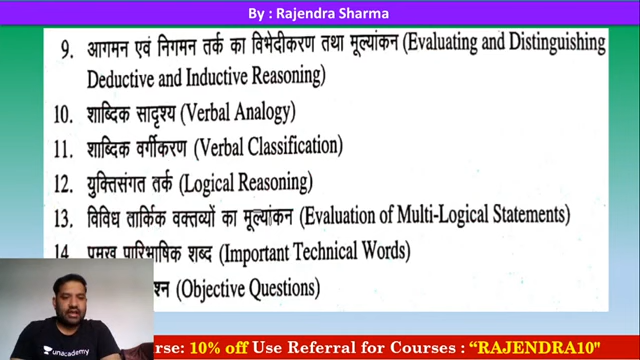 By : Rajendra Sharma
9. आगमन एवं निगमन तर्क का विभेदीकरण तथा मूल्यांकन (Evaluating and Distinguishing
Deductive and Inductive Reasoning)
10. शाब्दिक सादृश्य (Verbal Analogy)
11. शाब्दिक वर्गीकरण (Verbal Classification)
12. युक्तिसंगत तर्क (Logical Reasoning)
13. विविध तार्किक वक्तव्यों का मूल्यांकन (Evaluation of Multi-Logical Statements)
14. प्रमुख पारिभाषिक शब्द (Important Technical Words)
(Objective Questions)
unacademy
10% off Use Referral for Courses : “RAJENDRA10"